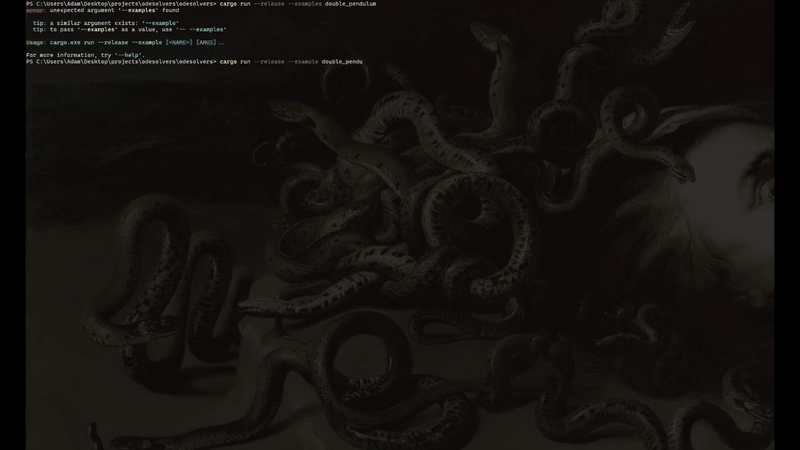 PS C:\Users\Adam\Desktop\projects\odesolvers\odesolvers> cargo run --release --examples double_pendulum
error: unexpected argument '--examples' found
tip: a similar argument exists: '--example'
tip: to pass '--examples' as a value, use '-- --examples'
Usage: cargo.exe run --release --example [<NAME>] [ARGS]...
For more information, try '--help'
PS C:\Users\Adam\Desktop\projects\odesolvers\odesolvers> cargo run --release --example double_pendu